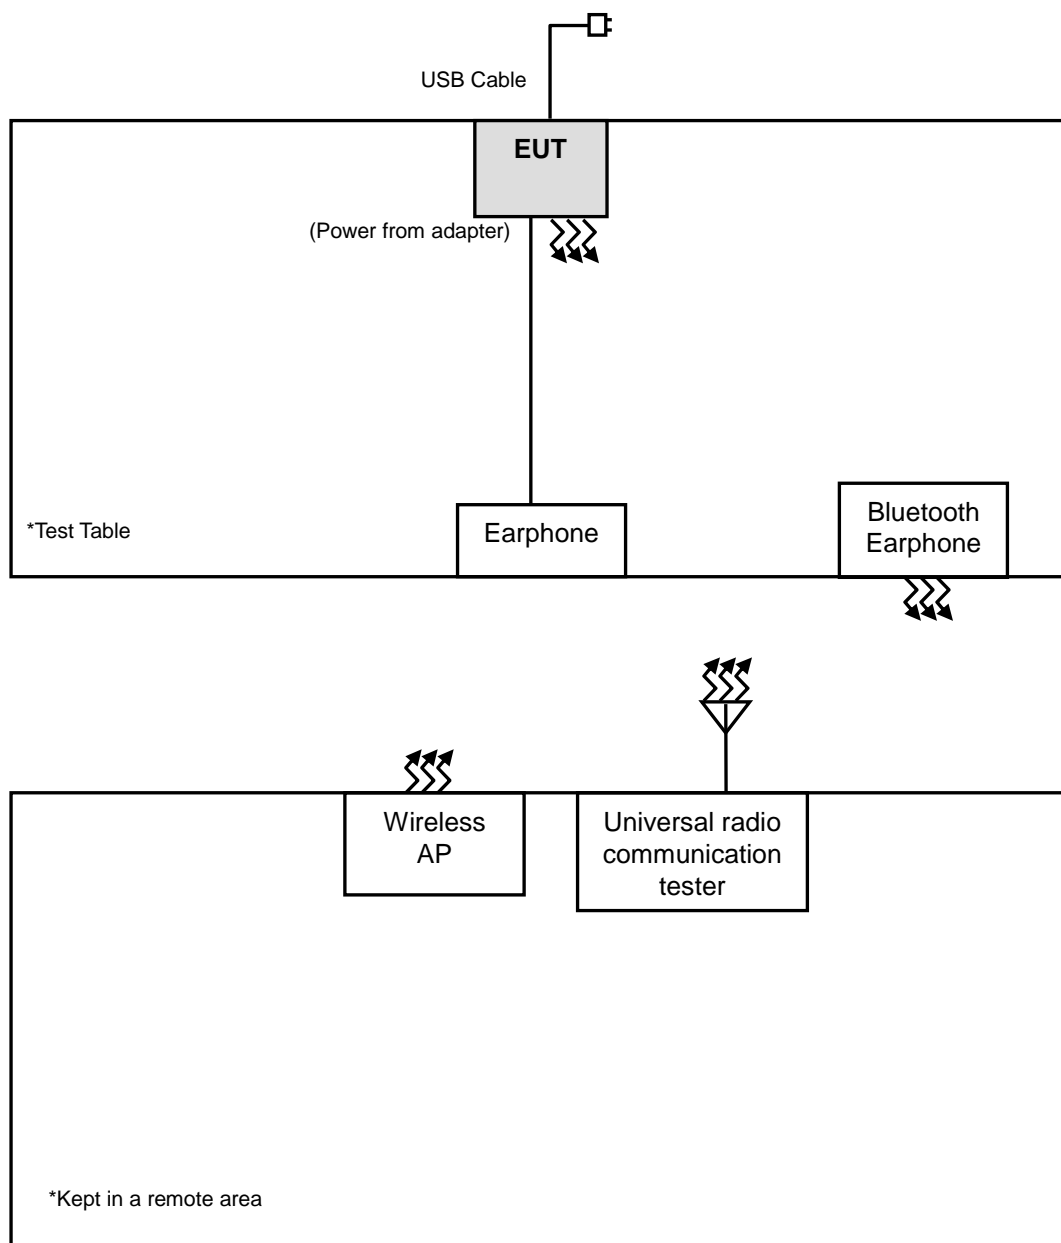 USB Cable
EUT
(Power from adapter)
*Test Table
Earphone
Bluetooth
Earphone
Wireless
AP
Universal radio
communication
tester
*Kept in a remote area